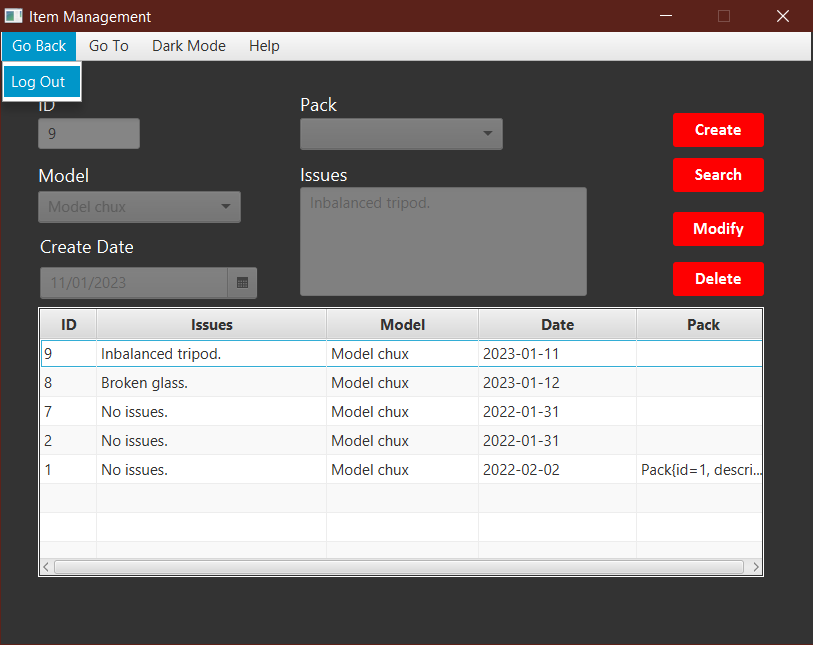 Item Management
Go Back Go To Dark Mode Help
Log Out
ID
9
Pack
Create
Search
Model
Model chux
Issues
Inbalanced tripod.
Modify
Create Date
11/01/2023
Delete
ID Issues Model Date Pack
9 Inbalanced tripod. Model chux 2023-01-11
8 Broken glass. Model chux 2023-01-12
7 No issues. Model chux 2022-01-31
2 No issues. Model chux 2022-01-31
1 No issues. Model chux 2022-02-02 Pack{id=1, descri...